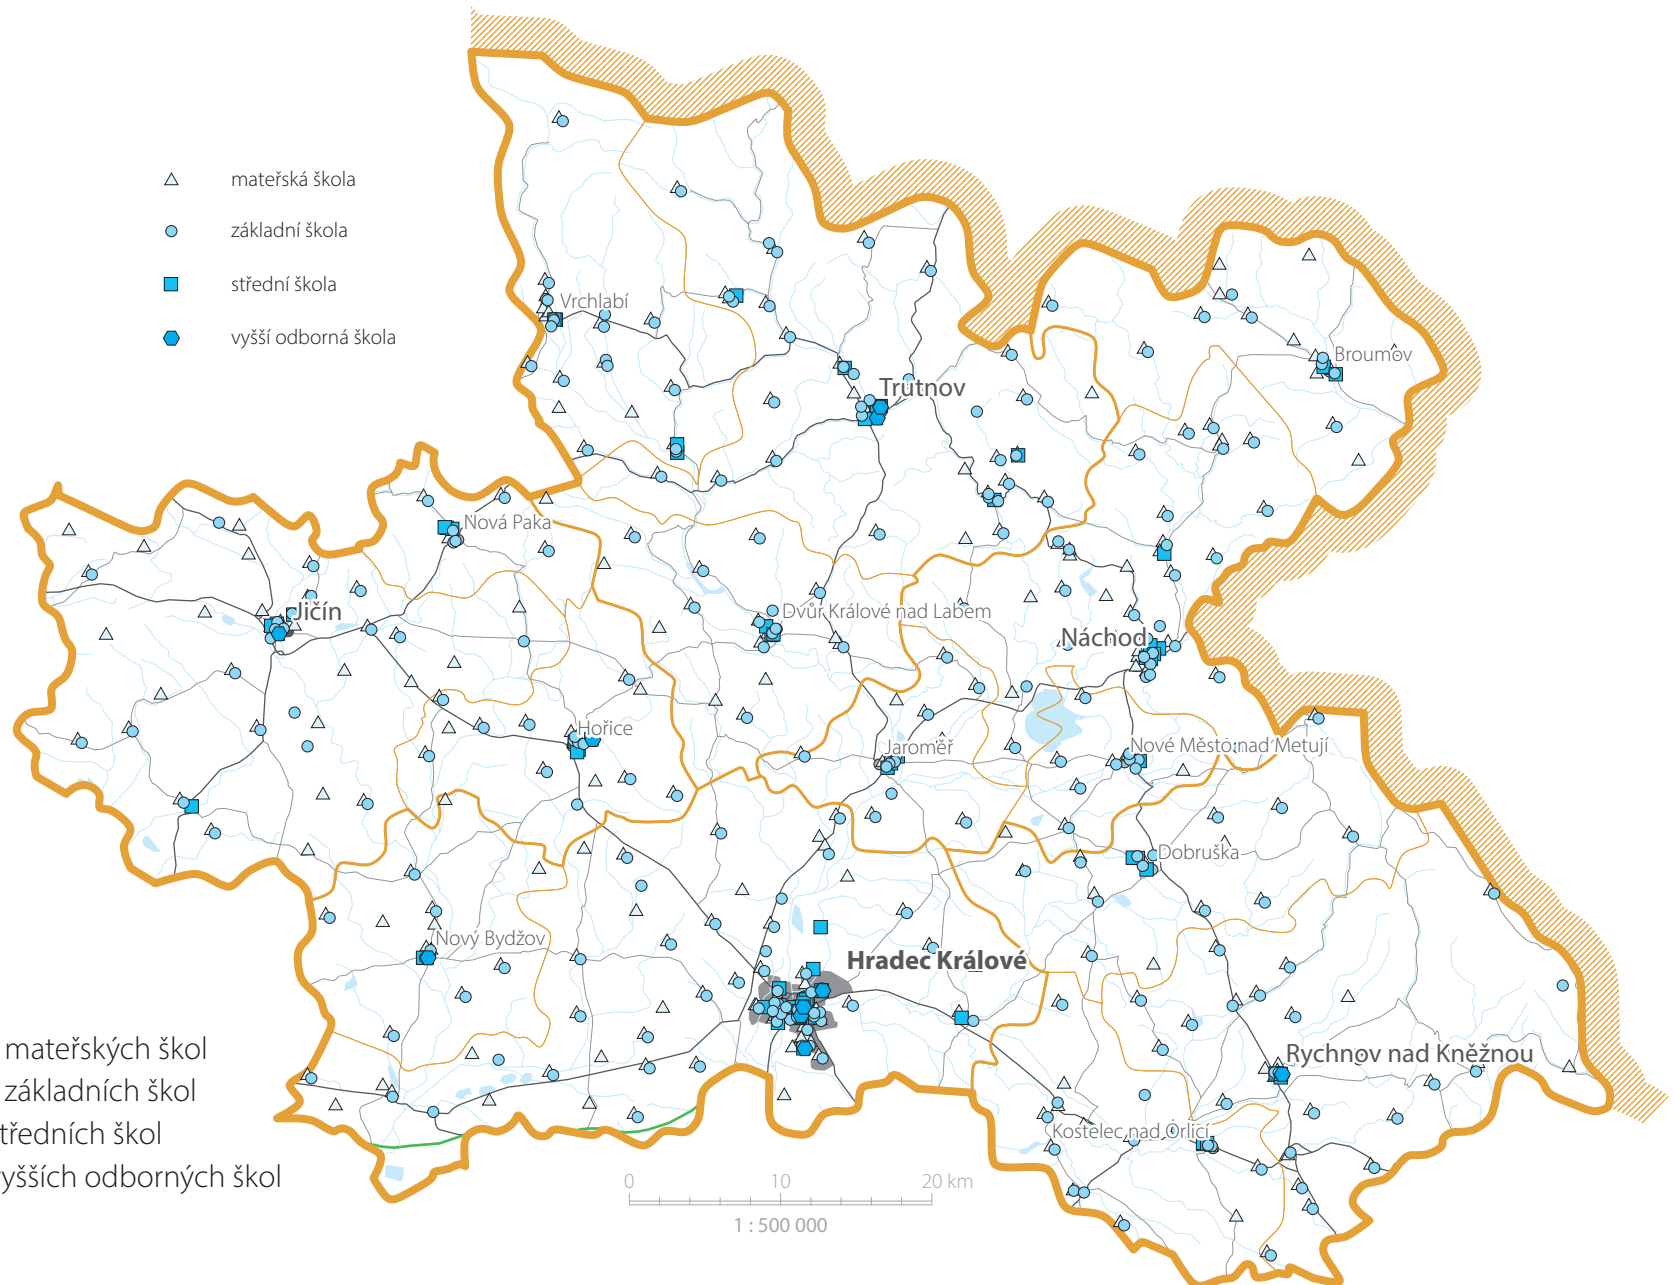 mateřská škola
základní škola
střední škola
vyšší odborná škola
Vrchlabí
Broumov
Trutnov
Nová Paka
Jičín
Dvůr Králové nad Labem
Náchod
Hořice
Jaroměř
Nové Město nad Metují
Dobruška
Nový Bydžov
Hradec Králové
Rychnov nad Kněžnou
Kostelec nad Orlicí
mateřských škol
základních škol
tředních škol
yšších odborných škol
0 10 20 km
1 : 500 000